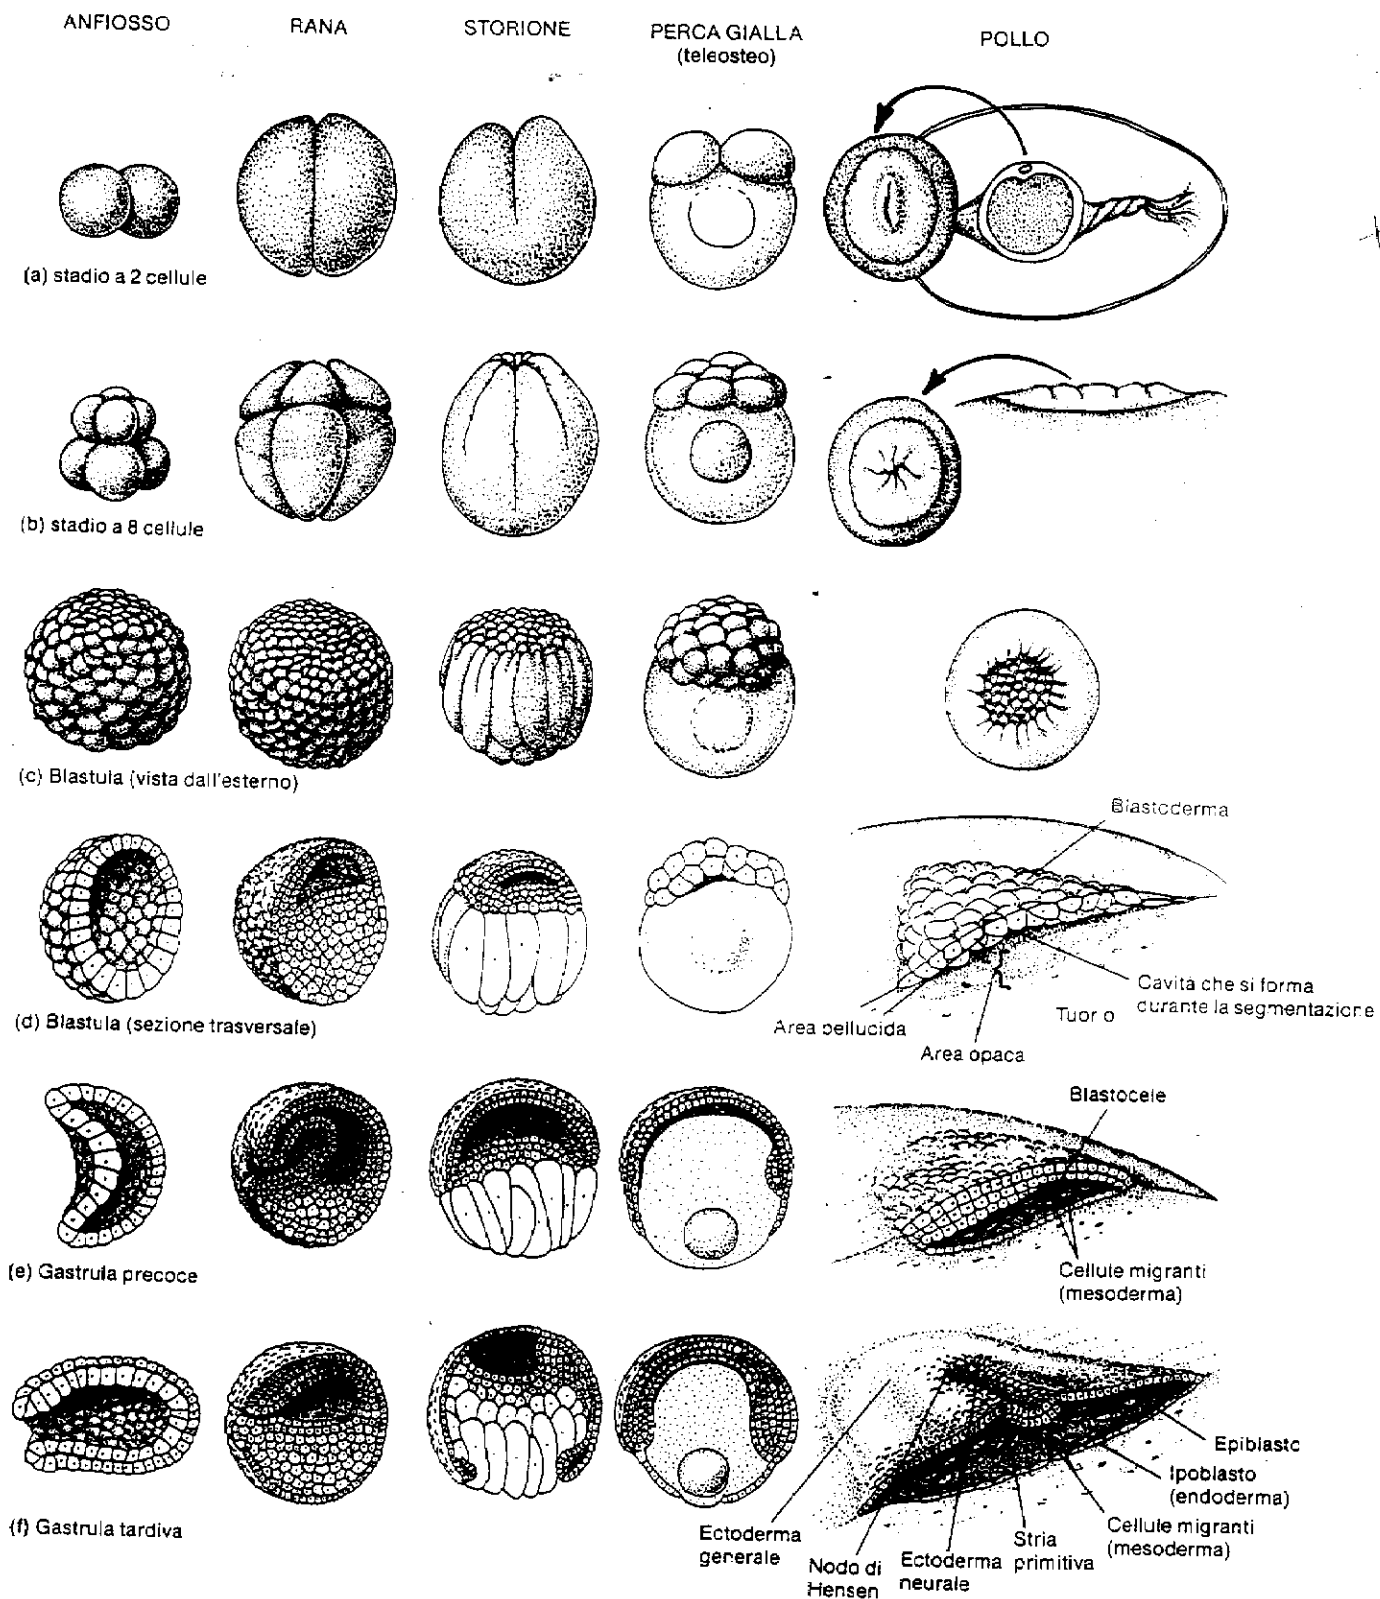 ANFIOSSO
RANA
STORIONE
PERCA GIALLA
(teleosteo)
POLLO
(a) stadio a 2 cellule
(b) stadio a 8 cellule
(c) Blastula (vista dall'esterno)
Blastoderma
Cavità che si forma
durante la segmentazione
Tuorlo
Area pellucida
Area opaca
(d) Blastula (sezione trasversale)
Blastocele
Cellule migranti
(mesoderma)
(e) Gastrula precoce
Epiblasto
Ipoblasto
(endoderma)
Cellule migranti
(mesoderma)
Stria
primitiva
Ectoderma
neurale
Nodo di
Hensen
Ectoderma
generale
(f) Gastrula tardiva